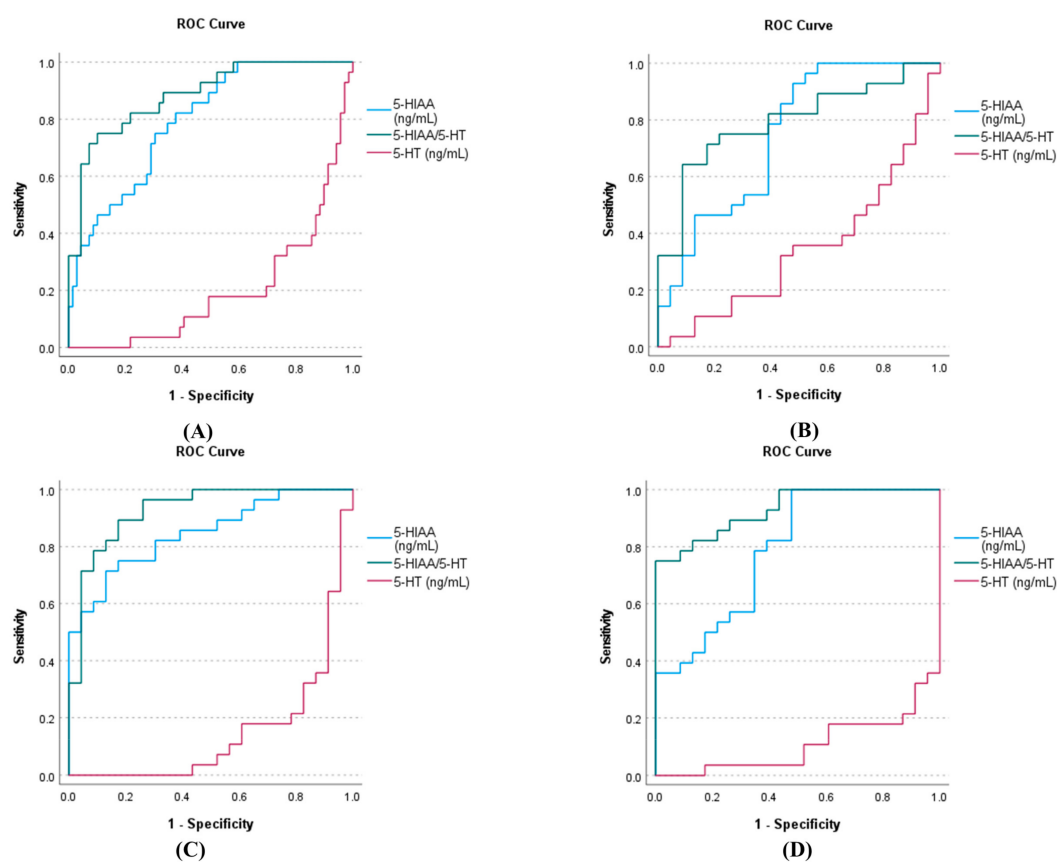 ROC Curve
1.0
0.8
0.6
0.4
0.2
0.0
Sensitivity
0.0 0.2 0.4 0.6 0.8 1.0
1 - Specificity
5-HIAA
(ng/mL)
5-HIAA/5-HT
5-HT (ng/mL)
(A)
ROC Curve
1.0
0.8
0.6
0.4
0.2
0.0
Sensitivity
0.0 0.2 0.4 0.6 0.8 1.0
1 - Specificity
5-HIAA
(ng/mL)
5-HIAA/5-HT
5-HT (ng/mL)
(B)
ROC Curve
1.0
0.8
0.6
0.4
0.2
0.0
Sensitivity
0.0 0.2 0.4 0.6 0.8 1.0
1 - Specificity
5-HIAA
(ng/mL)
5-HIAA/5-HT
5-HT (ng/mL)
(C)
ROC Curve
1.0
0.8
0.6
0.4
0.2
0.0
Sensitivity
0.0 0.2 0.4 0.6 0.8 1.0
1 - Specificity
5-HIAA
(ng/mL)
5-HIAA/5-HT
5-HT (ng/mL)
(D)